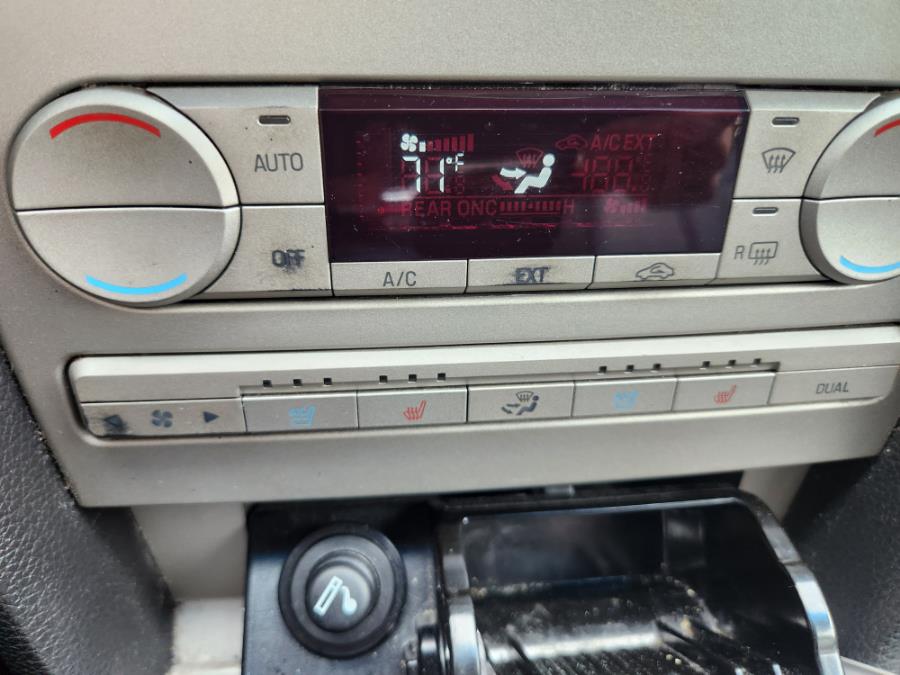 AUTO
71°F
A/C EXT
REAR ON C H
OFF
A/C
EXT
R
DUAL